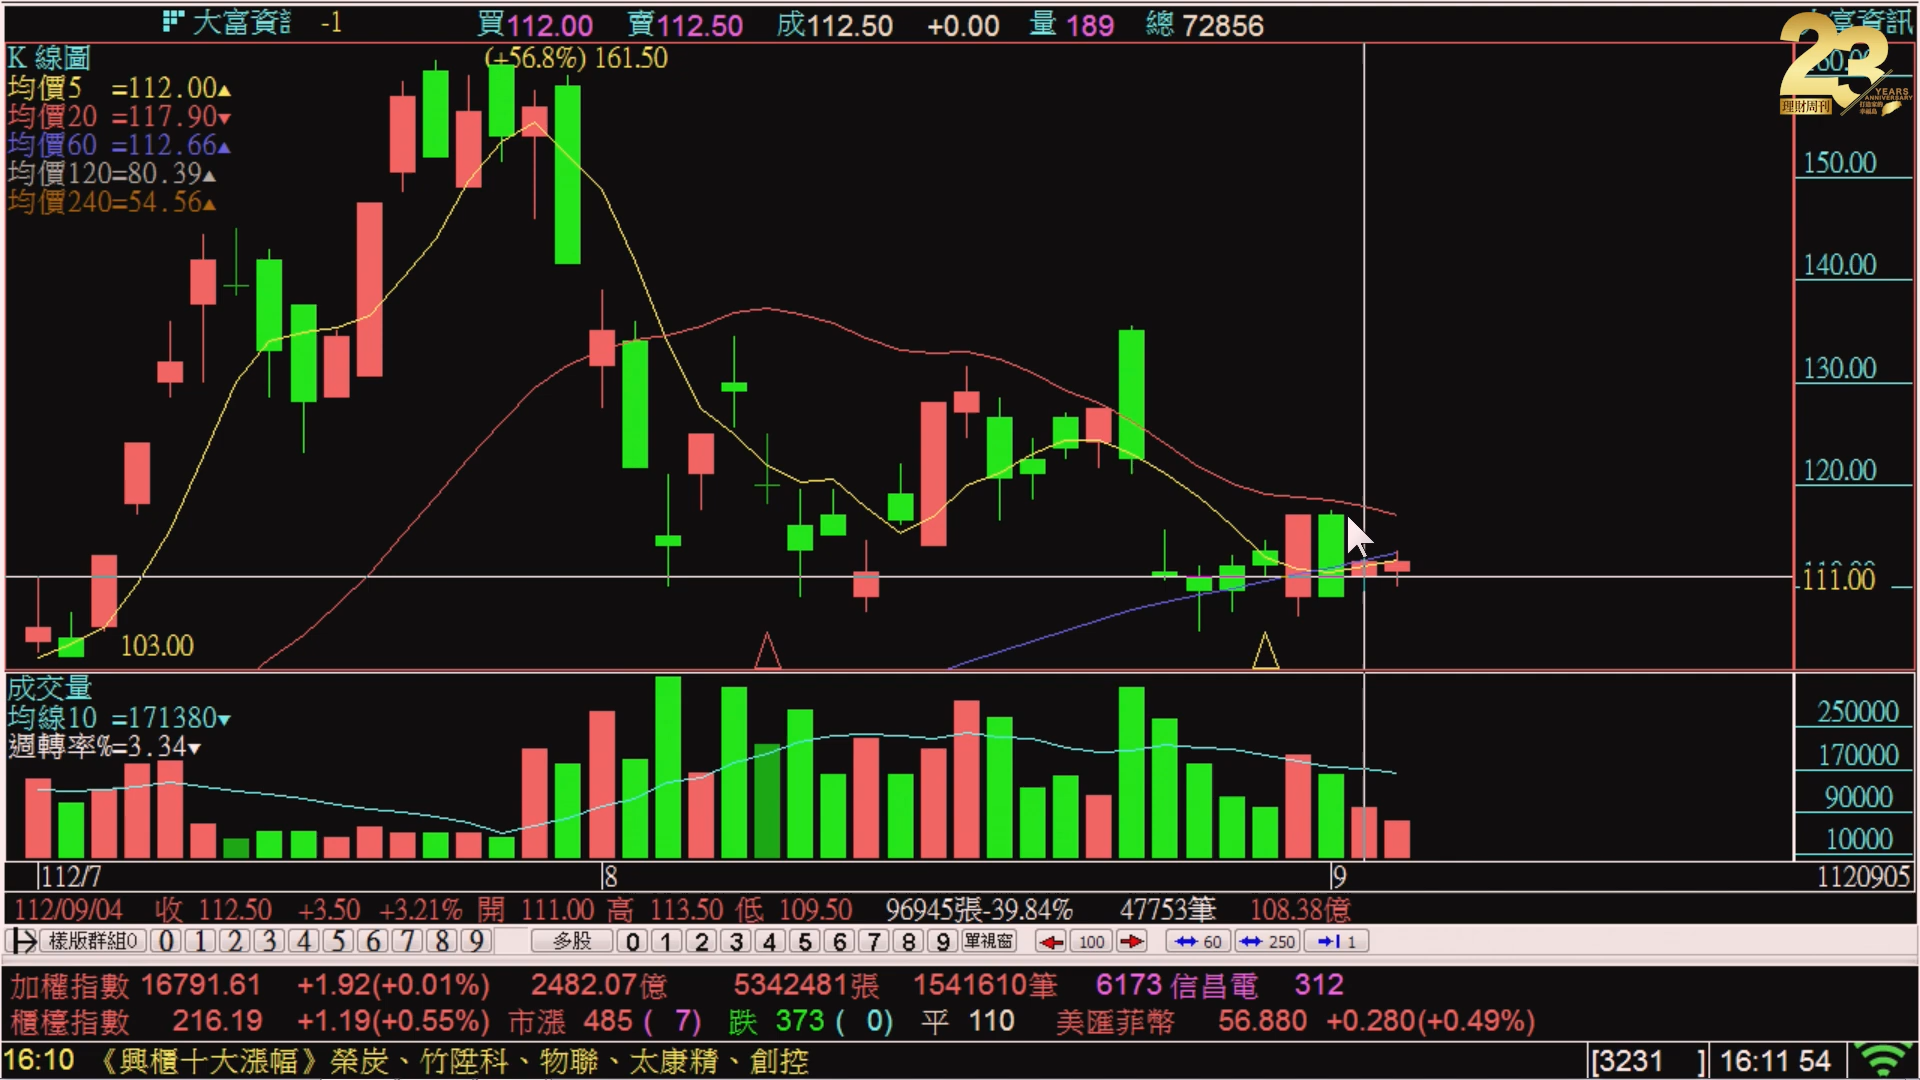 大富資訊 -1 買112.00 賣112.50 成112.50 +0.00 量 189 總 72856
K 線圖 (+56.8%) 161.50
均價5 =112.00▲
均價20 =117.90▼
均價60 =112.66▲
均價120=80.39▲
均價240=54.56▲
23 YEARS ANNIVERSARY
理財周刊
150.00
140.00
130.00
120.00
111.00
103.00
成交量
均線10 =171380▼
週轉率%=3.34▼
250000
170000
90000
10000
112/7 8 9 1120905
112/09/04 收 112.50 +3.50 +3.21% 開 111.00 高 113.50 低 109.50 96945張-39.84% 47753筆 108.38億
樣版群組0 0 1 2 3 4 5 6 7 8 9 多股 0 1 2 3 4 5 6 7 8 9 單視窗 100 60 250 1
加權指數 16791.61 +1.92(+0.01%) 2482.07億 5342481張 1541610筆 6173 信昌電 312
櫃檯指數 216.19 +1.19(+0.55%) 市漲 485 ( 7) 跌 373 ( 0) 平 110 美匯菲幣 56.880 +0.280(+0.49%)
16:10 《興櫃十大漲幅》榮炭、竹陞科、物聯、太康精、創控 [3231 ] 16:11 54